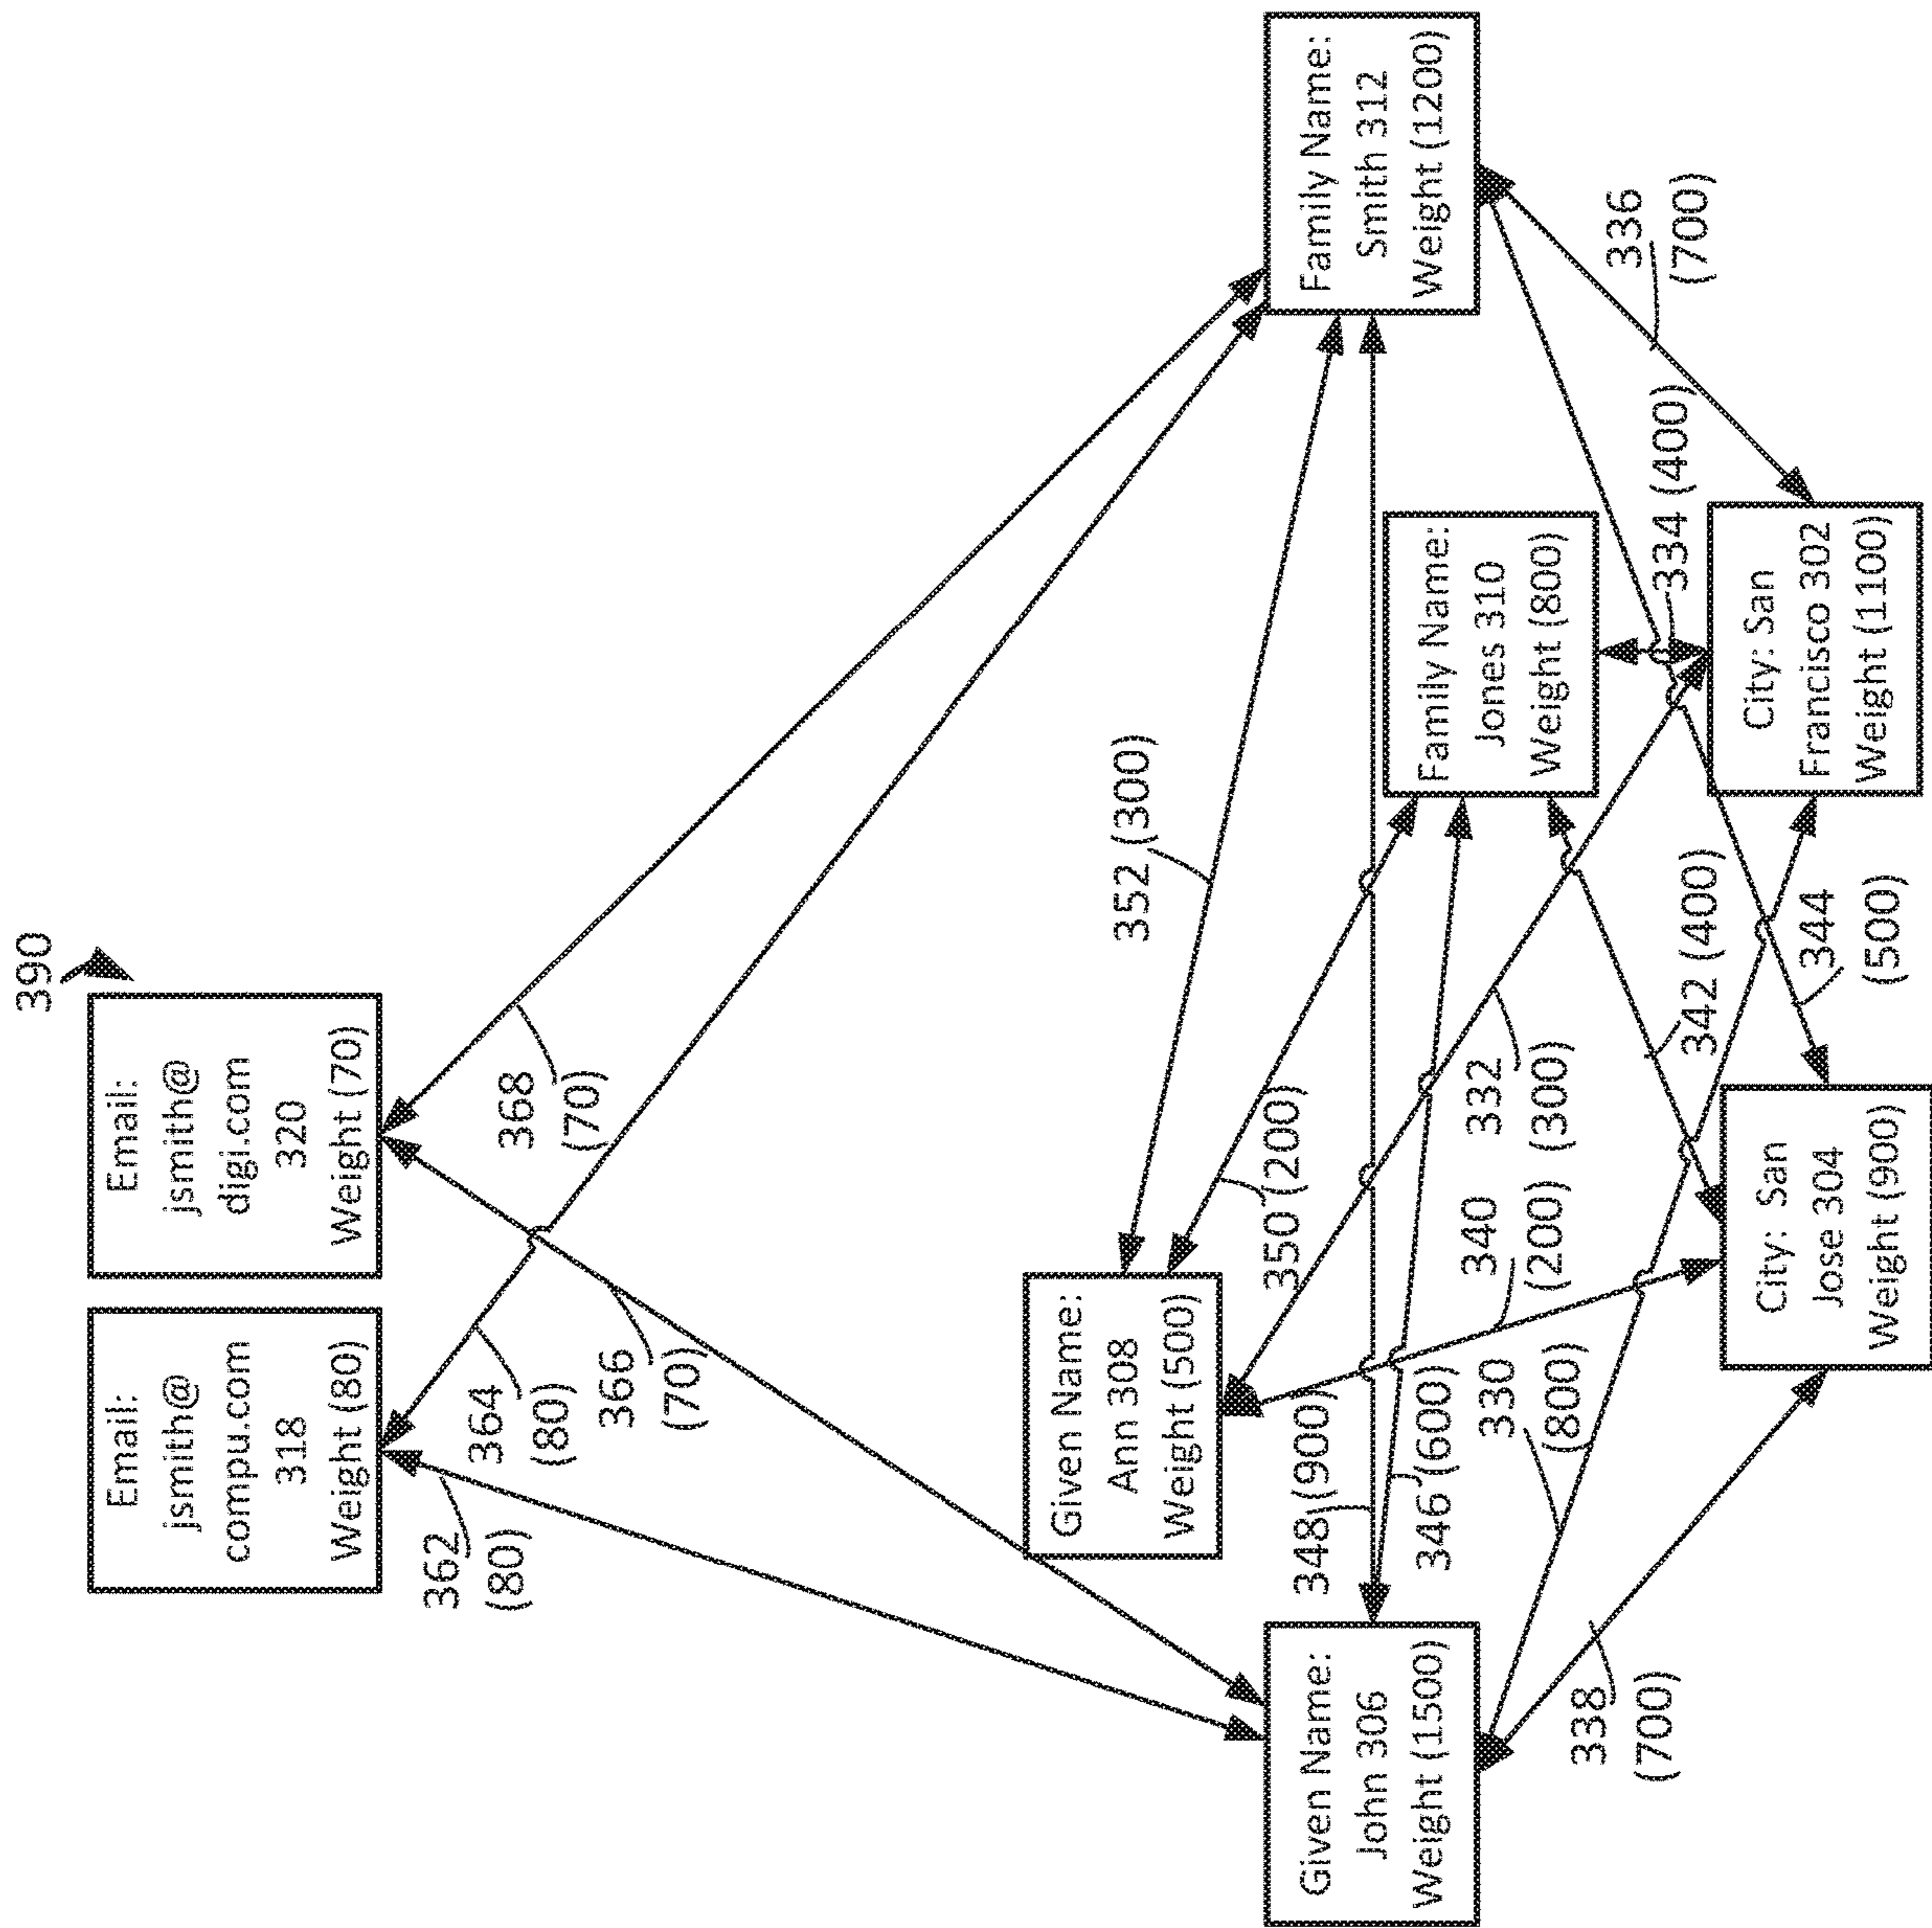 390
Email:
jsmith@
compu.com
318
Weight (80)
Email:
jsmith@
digi.com
320
Weight (70)
362
(80)
364
(80)
366
(70)
368
(70)
Given Name:
Ann 308
Weight (500)
352 (300)
350 (200)
Given Name:
John 306
Weight (1500)
348 (900)
346 (600)
Family Name:
Smith 312
Weight (1200)
Family Name:
Jones 310
Weight (800)
330
(800)
340
(200)
332
(300)
338
(700)
342 (400)
344
(500)
334 (400)
336
(700)
City: San
Jose 304
Weight (900)
City: San
Francisco 302
Weight (1100)